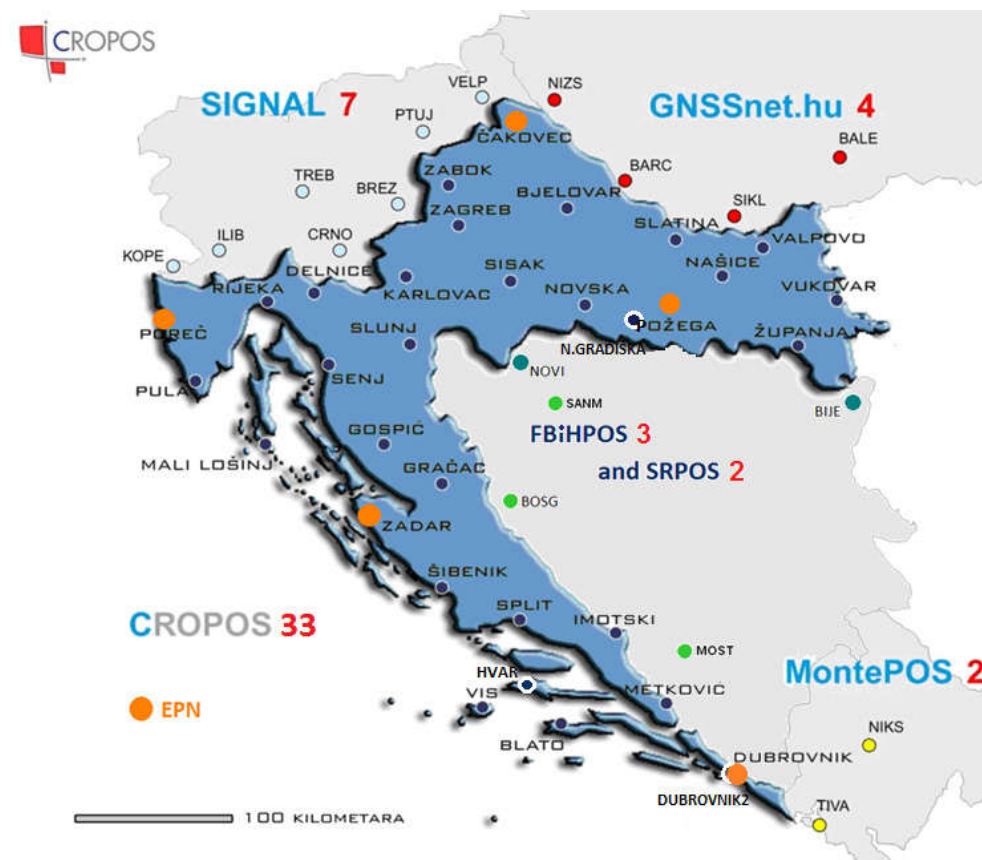 CROPOS
VELP
NIZS
SIGNAL 7
GNSSnet.hu 4
PTUJ
ČAKOVEC
BALE
ZABOK
BARC
TREB
BREZ
BJELOVAR
ZAGREB
SIKL
SLATINA
ILIB
CRNO
VALPOVO
KOPE
DELNICE
SISAK
NAŠICE
RIJEKA
KARLOVAC
NOVSKA
VUKOVAR
POREČ
SLUNJ
POŽEGA
ŽUPANJA
N.GRADISKA
NOVI
PULA
SENJ
SANM
BIJE
GOSPIĆ
FBiHPOS 3
MALI LOŠINJ
GRAČAC
and SRPOS 2
BOSG
ZADAR
ŠIBENIK
CROPOS 33
SPLIT
IMOTSKI
MOST
HVAR
MontePOS 2
VIS
METKOVIĆ
EPN
BLATO
NIKS
DUBROVNIK
DUBROVNIK2
TIVA
100 KILOMETARA